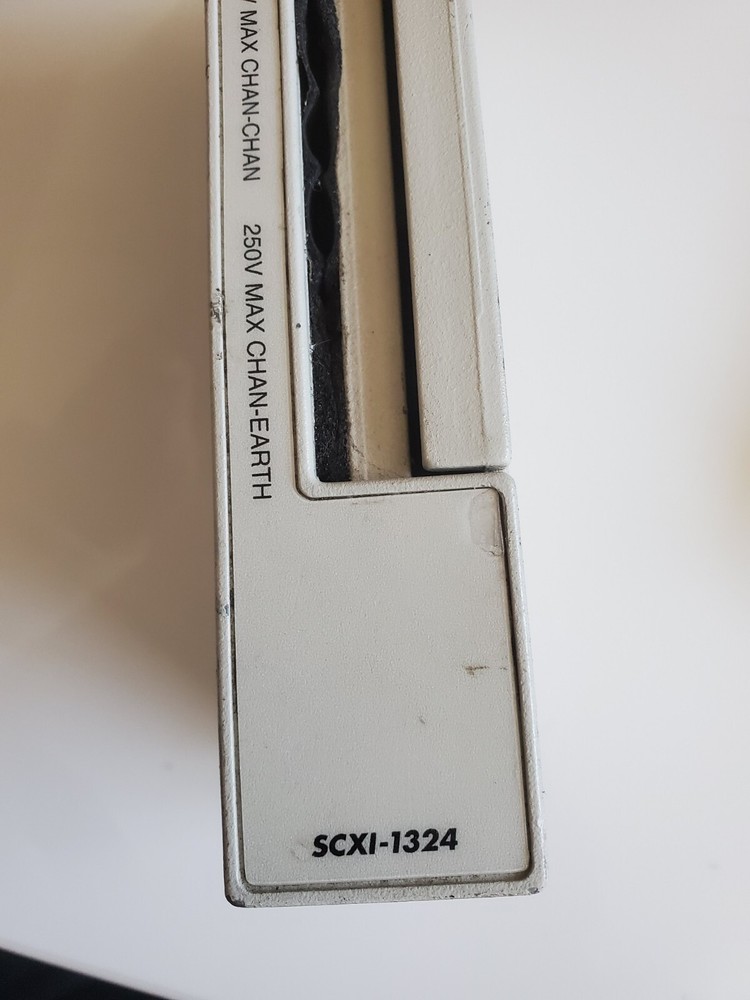 V MAX CHAN-CHAN 250V MAX CHAN-EARTH
SCXI-1324